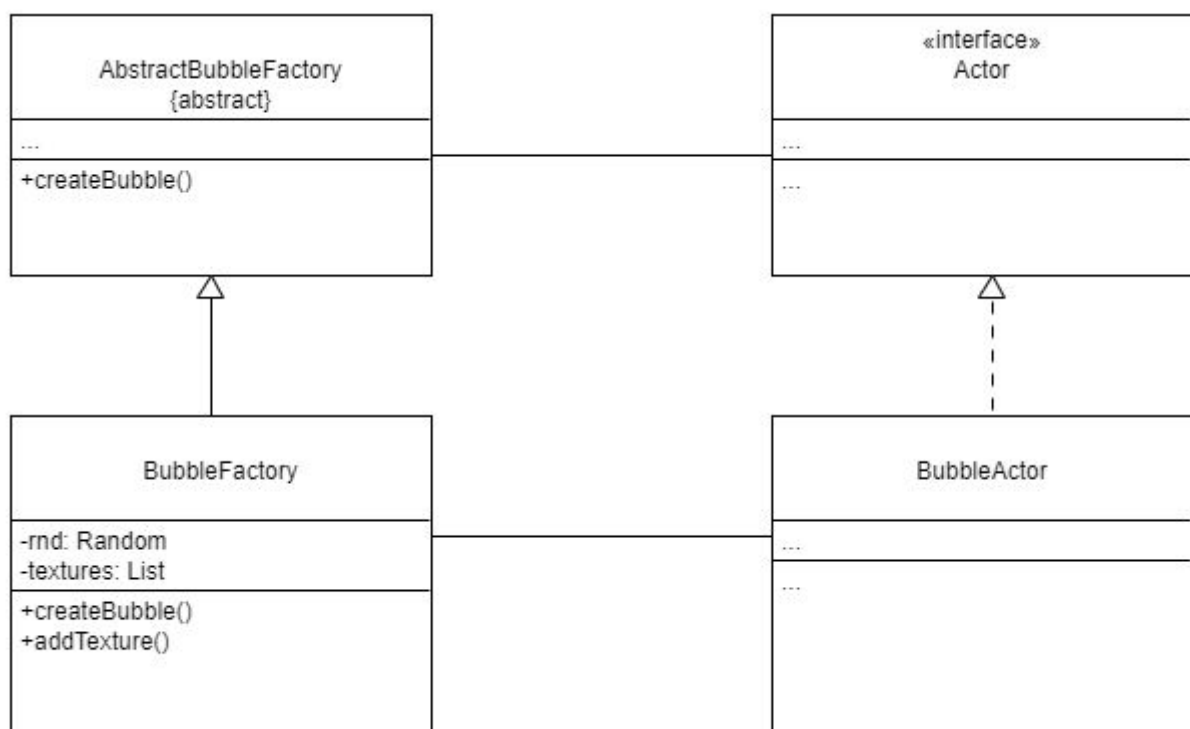 AbstractBubbleFactory
{abstract}
...
+createBubble()
«interface»
Actor
...
...
BubbleFactory
-rnd: Random
-textures: List
+createBubble()
+addTexture()
BubbleActor
...
...